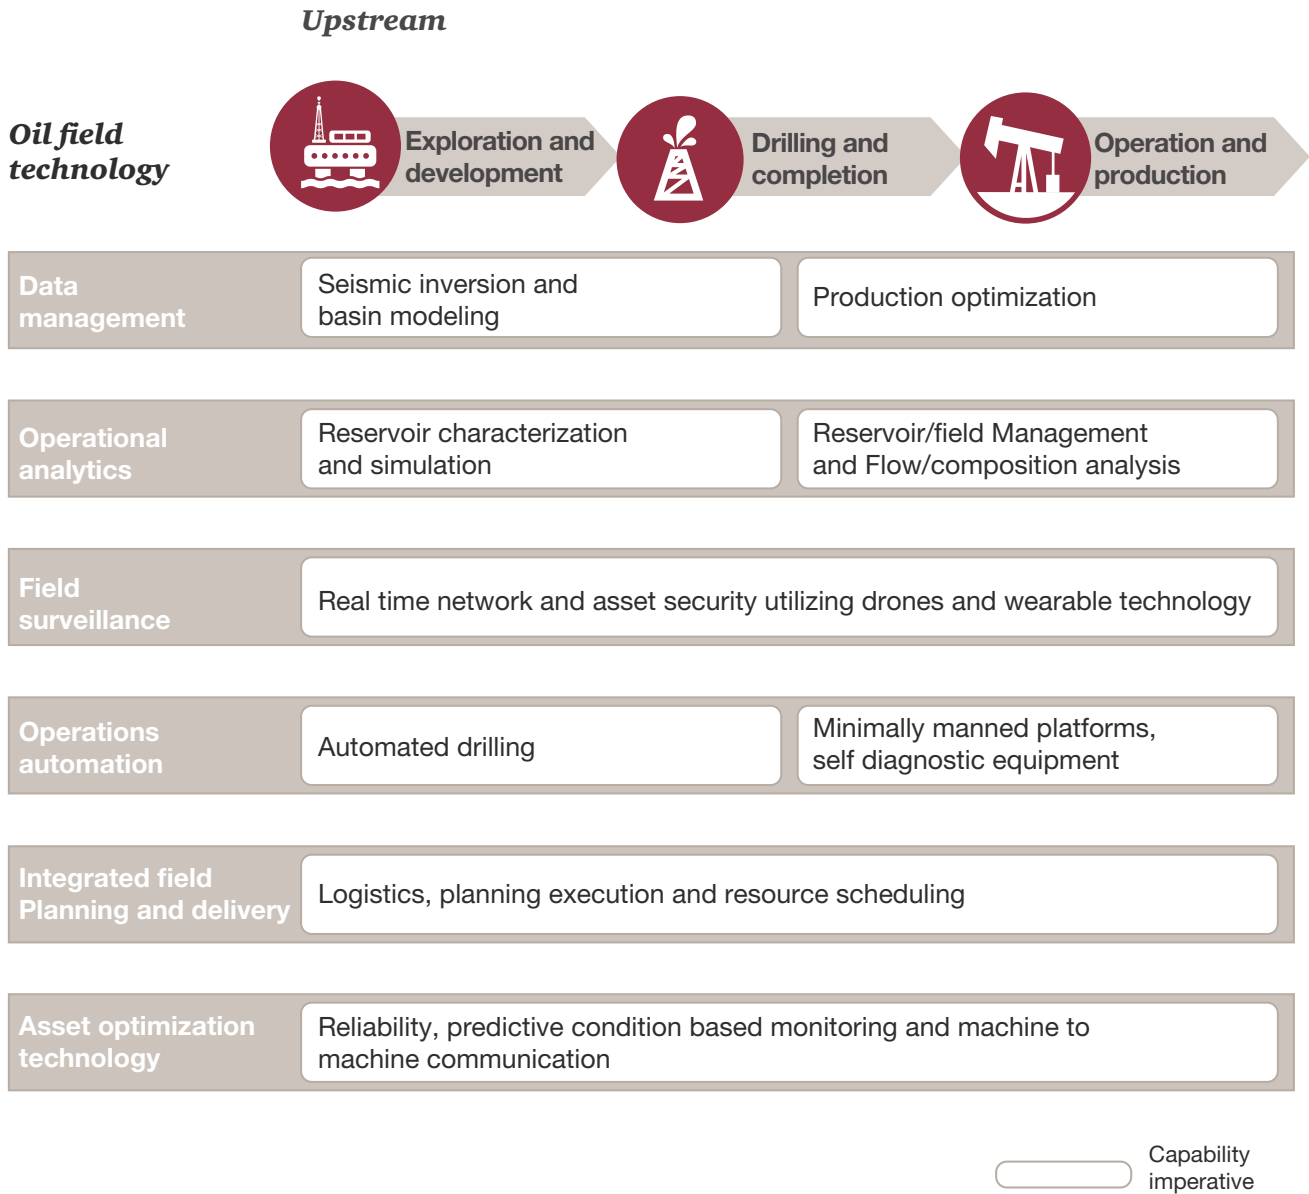 Upstream
Oil field
technology
Exploration and
development
Drilling and
completion
Operation and
production
Data
management
Seismic inversion and
basin modeling
Production optimization
Operational
analytics
Reservoir characterization
and simulation
Reservoir/field Management
and Flow/composition analysis
Field
surveillance
Real time network and asset security utilizing drones and wearable technology
Operations
automation
Automated drilling
Minimally manned platforms,
self diagnostic equipment
Integrated field
Planning and delivery
Logistics, planning execution and resource scheduling
Asset optimization
technology
Reliability, predictive condition based monitoring and machine to
machine communication
Capability
imperative